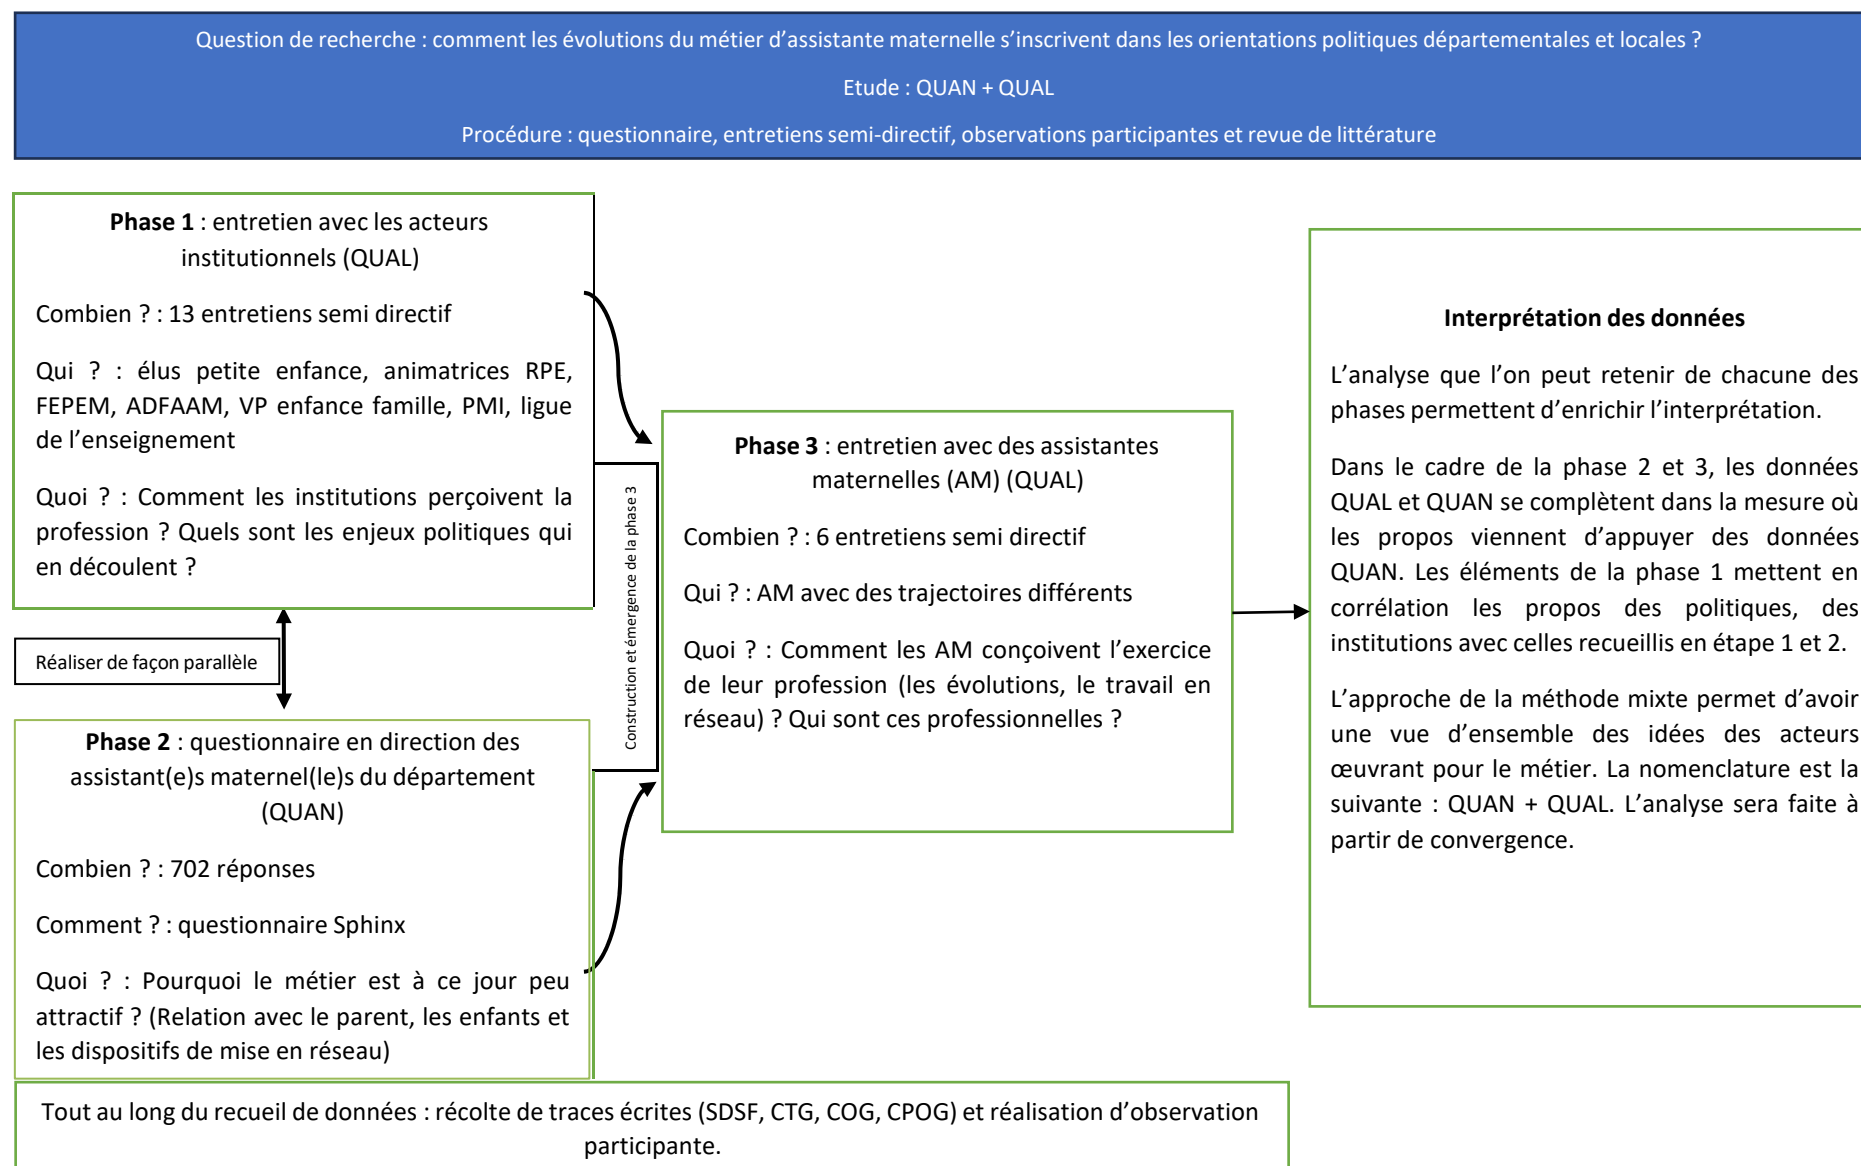 Question de recherche : comment les évolutions du métier d’assistante maternelle s’inscrivent dans les orientations politiques départementales et locales ?
Etude : QUAN + QUAL
Procédure : questionnaire, entretiens semi-directif, observations participantes et revue de littérature
Phase 1 : entretien avec les acteurs
institutionnels (QUAL)
Combien ? : 13 entretiens semi directif
Qui ? : élus petite enfance, animatrices RPE,
FEPEM, ADFAAM, VP enfance famille, PMI, ligue
de l’enseignement
Quoi ? : Comment les institutions perçoivent la
profession ? Quels sont les enjeux politiques qui
en découlent ?
Réaliser de façon parallèle
Phase 2 : questionnaire en direction des
assistant(e)s maternel(le)s du département
(QUAN)
Combien ? : 702 réponses
Comment ? : questionnaire Sphinx
Quoi ? : Pourquoi le métier est à ce jour peu
attractif ? (Relation avec le parent, les enfants et
les dispositifs de mise en réseau)
Construction et émergence de la phase 3
Phase 3 : entretien avec des assistantes
maternelles (AM) (QUAL)
Combien ? : 6 entretiens semi directif
Qui ? : AM avec des trajectoires différents
Quoi ? : Comment les AM conçoivent l’exercice
de leur profession (les évolutions, le travail en
réseau) ? Qui sont ces professionnelles ?
Interprétation des données
L’analyse que l’on peut retenir de chacune des
phases permettent d’enrichir l’interprétation.
Dans le cadre de la phase 2 et 3, les données
QUAL et QUAN se complètent dans la mesure où
les propos viennent d’appuyer des données
QUAN. Les éléments de la phase 1 mettent en
corrélation les propos des politiques, des
institutions avec celles recueillis en étape 1 et 2.
L’approche de la méthode mixte permet d’avoir
une vue d’ensemble des idées des acteurs
œuvrant pour le métier. La nomenclature est la
suivante : QUAN + QUAL. L’analyse sera faite à
partir de convergence.
Tout au long du recueil de données : récolte de traces écrites (SDSF, CTG, COG, CPOG) et réalisation d’observation
participante.